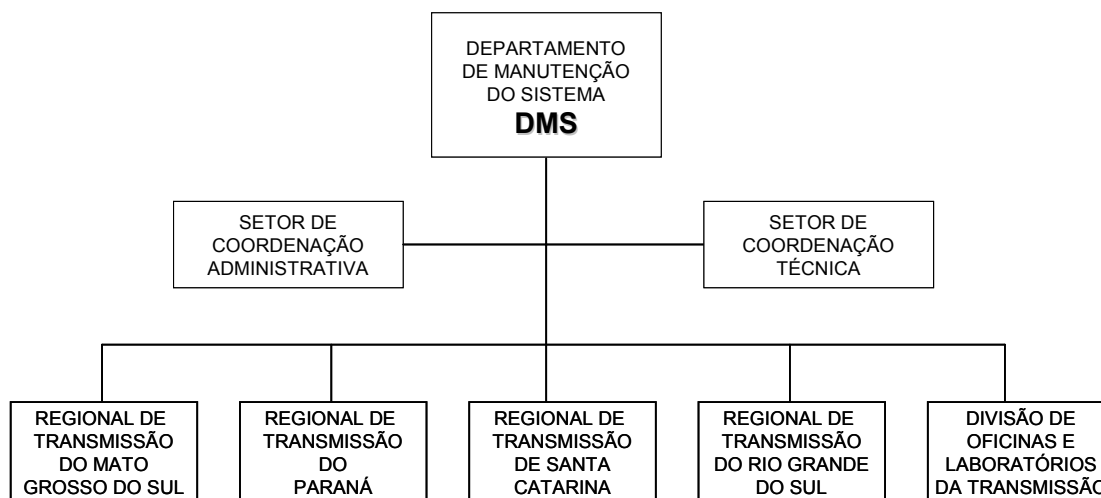 DEPARTAMENTO
DE MANUTENÇÃO
DO SISTEMA
DMS
SETOR DE
COORDENAÇÃO
ADMINISTRATIVA
SETOR DE
COORDENAÇÃO
TÉCNICA
REGIONAL DE
TRANSMISSÃO
DO MATO
GROSSO DO SUL
REGIONAL DE
TRANSMISSÃO
DO
PARANÁ
REGIONAL DE
TRANSMISSÃO
DE SANTA
CATARINA
REGIONAL DE
TRANSMISSÃO
DO RIO GRANDE
DO SUL
DIVISÃO DE
OFICINAS E
LABORATÓRIOS
DA TRANSMISSÃO